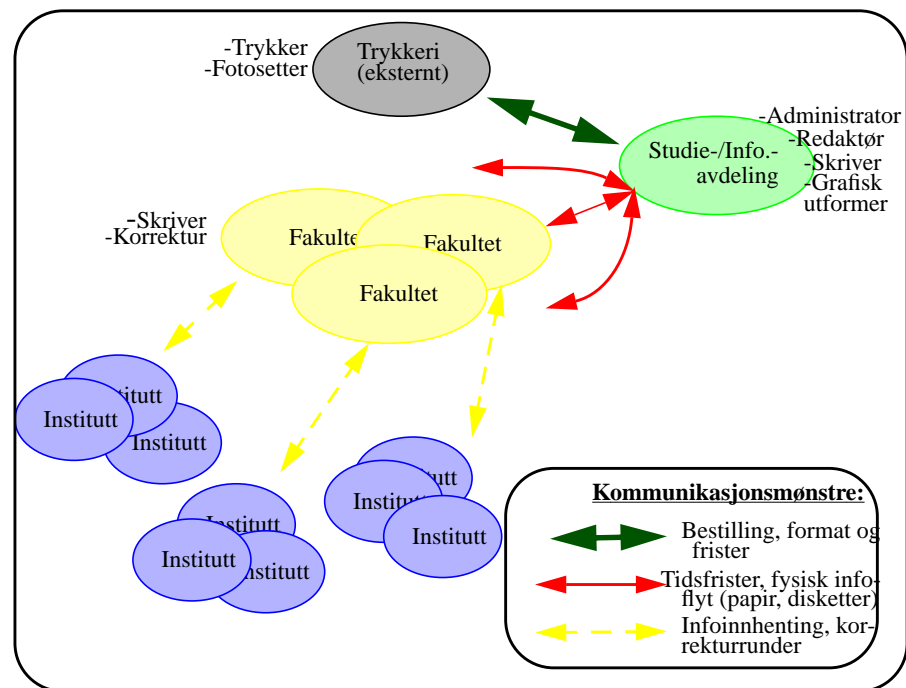 -Trykker
-Fotosetter
Trykkeri
(eksternt)
-Administrator
-Redaktør
-Skriver
-Grafisk
utformer
Studie-/Info.-
avdeling
-Skriver
-Korrektur
Fakultet
Fakultet
Fakultet
Institutt
Institutt
Institutt
Institutt
Institutt
Institutt
Institutt
Institutt
Institutt
Kommunikasjonsmønstre:
Bestilling, format og
frister
Tidsfrister, fysisk info-
flyt (papir, disketter)
Infoinnhenting, kor-
rekturrunder